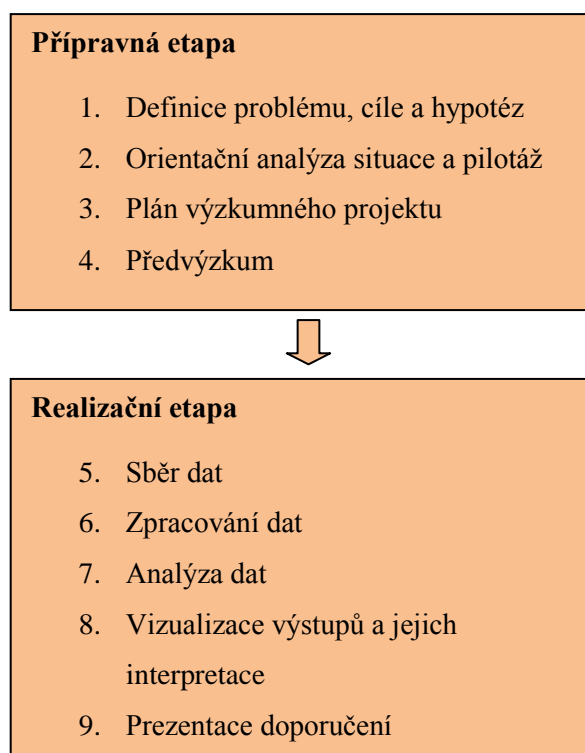 Přípravná etapa
1. Definice problému, cíle a hypotéz
2. Orientační analýza situace a pilotáž
3. Plán výzkumného projektu
4. Předvýzkum
Realizační etapa
5. Sběr dat
6. Zpracování dat
7. Analýza dat
8. Vizualizace výstupů a jejich
interpretace
9. Prezentace doporučení